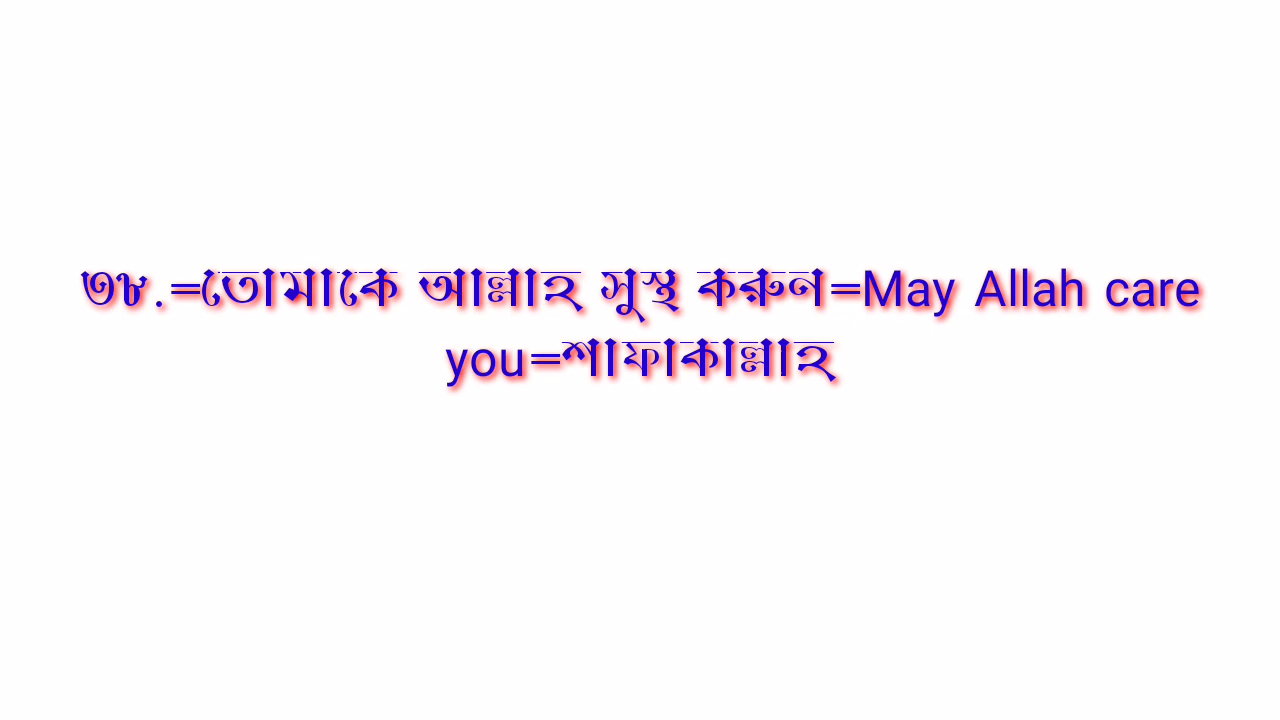 ৩৮.=তোমাকে আল্লাহ সুস্থ করুন=May Allah care
you=শাফাকাল্লাহ